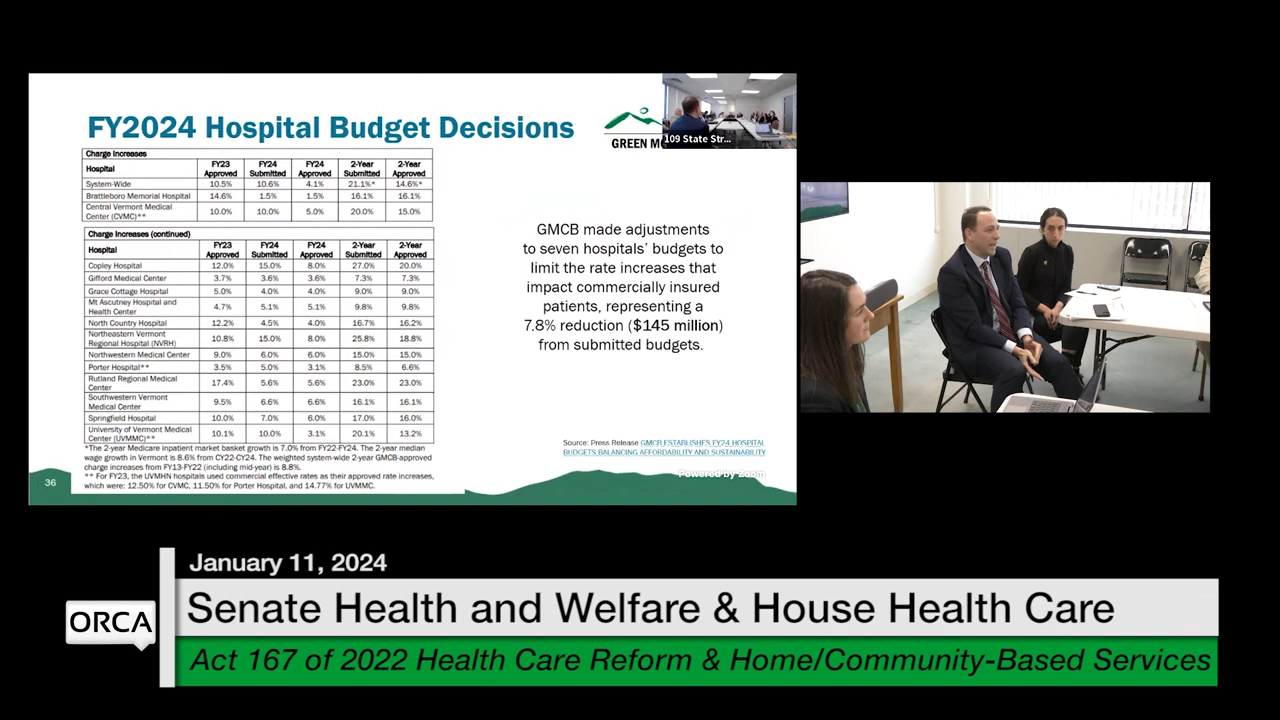 FY2024 Hospital Budget Decisions
GREEN M
109 State Str...
Charge Increases
Hospital FY23 Approved FY24 Submitted FY24 Approved 2-Year Submitted 2-Year Approved
System-Wide 10.5% 10.6% 4.1% 21.1%* 14.6%*
Brattleboro Memorial Hospital 14.6% 1.5% 1.5% 16.1% 16.1%
Central Vermont Medical Center (CVMC)** 10.0% 10.0% 5.0% 20.0% 15.0%
Charge Increases (continued)
Hospital FY23 Approved FY24 Submitted FY24 Approved 2-Year Submitted 2-Year Approved
Copley Hospital 12.0% 15.0% 8.0% 27.0% 20.0%
Gifford Medical Center 3.7% 3.6% 3.6% 7.3% 7.3%
Grace Cottage Hospital 5.0% 4.0% 4.0% 9.0% 9.0%
Mt Ascutney Hospital and Health Center 4.7% 5.1% 5.1% 9.8% 9.8%
North Country Hospital 12.2% 4.5% 4.0% 16.7% 16.2%
Northeastern Vermont Regional Hospital (NVRH) 10.8% 15.0% 8.0% 25.8% 18.8%
Northwestern Medical Center 9.0% 6.0% 6.0% 15.0% 15.0%
Porter Hospital** 3.5% 5.0% 3.1% 8.5% 6.6%
Rutland Regional Medical Center 17.4% 5.6% 5.6% 23.0% 23.0%
Southwestern Vermont Medical Center 9.5% 6.6% 6.6% 16.1% 16.1%
Springfield Hospital 10.0% 7.0% 6.0% 17.0% 16.0%
University of Vermont Medical Center (UVMMC)** 10.1% 10.0% 3.1% 20.1% 13.2%
*The 2-year Medicare inpatient market basket growth is 7.0% from FY22-FY24. The 2-year median
wage growth in Vermont is 8.6% from CY22-CY24. The weighted system-wide 2-year GMCB-approved
charge increases from FY13-FY22 (including mid-year) is 8.8%.
** For FY23, the UVMHN hospitals used commercial effective rates as their approved rate increases,
which were: 12.50% for CVMC, 11.50% for Porter Hospital, and 14.77% for UVMMC.
GMCB made adjustments
to seven hospitals' budgets to
limit the rate increases that
impact commercially insured
patients, representing a
7.8% reduction ($145 million)
from submitted budgets.
Source: Press Release GMCB ESTABLISHES FY24 HOSPITAL
BUDGETS BALANCING AFFORDABILITY AND SUSTAINABILITY
Powered by Zoom
36
January 11, 2024
ORCA
Senate Health and Welfare & House Health Care
Act 167 of 2022 Health Care Reform & Home/Community-Based Services